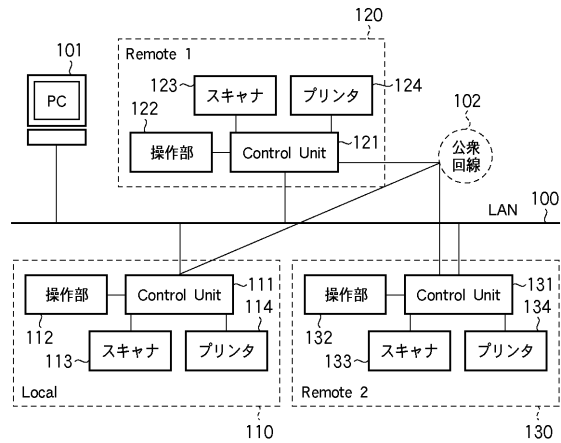 120
Remote 1
101
PC
123
スキャナ
プリンタ
124
122
操作部
Control Unit
121
102
公衆
回線
LAN
100
操作部
Control Unit
111
112
114
113
スキャナ
プリンタ
Local
110
操作部
Control Unit
131
132
134
133
スキャナ
プリンタ
Remote 2
130